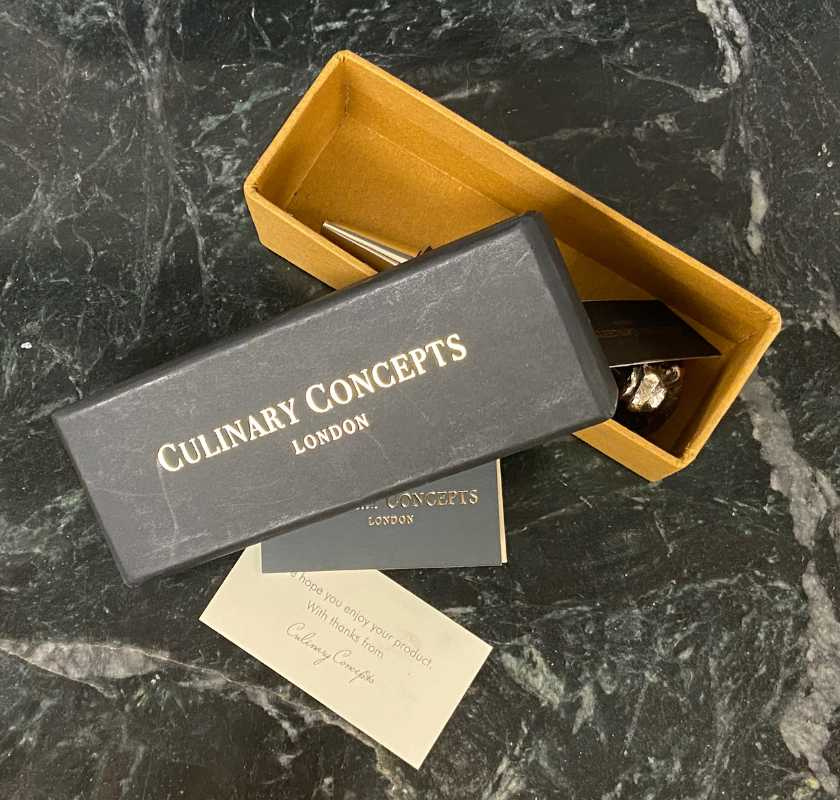 CULINARY CONCEPTS
LONDON
CONCEPTS
LONDON
hope you enjoy your product.
With thanks from
Culinary Concepts